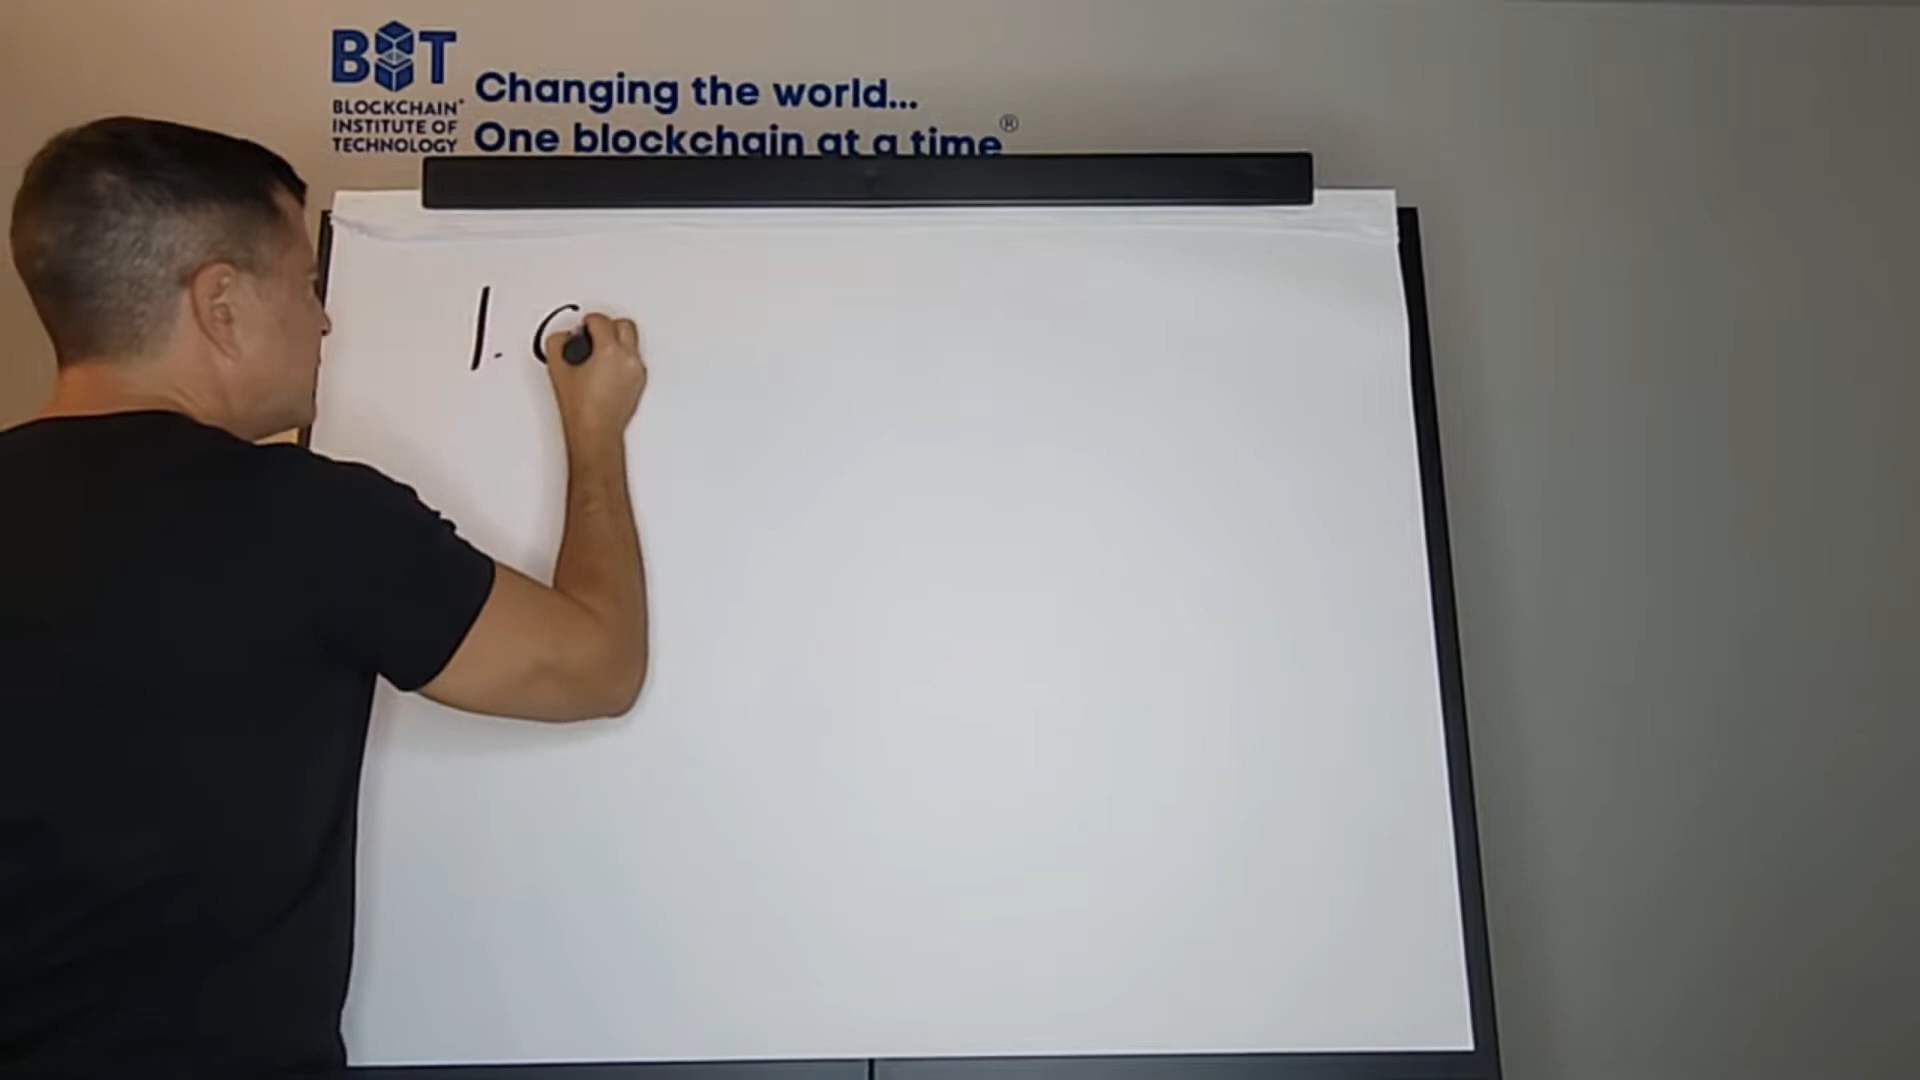 B T
BLOCKCHAIN
INSTITUTE OF
TECHNOLOGY
Changing the world...
One blockchain at a time®
1. C